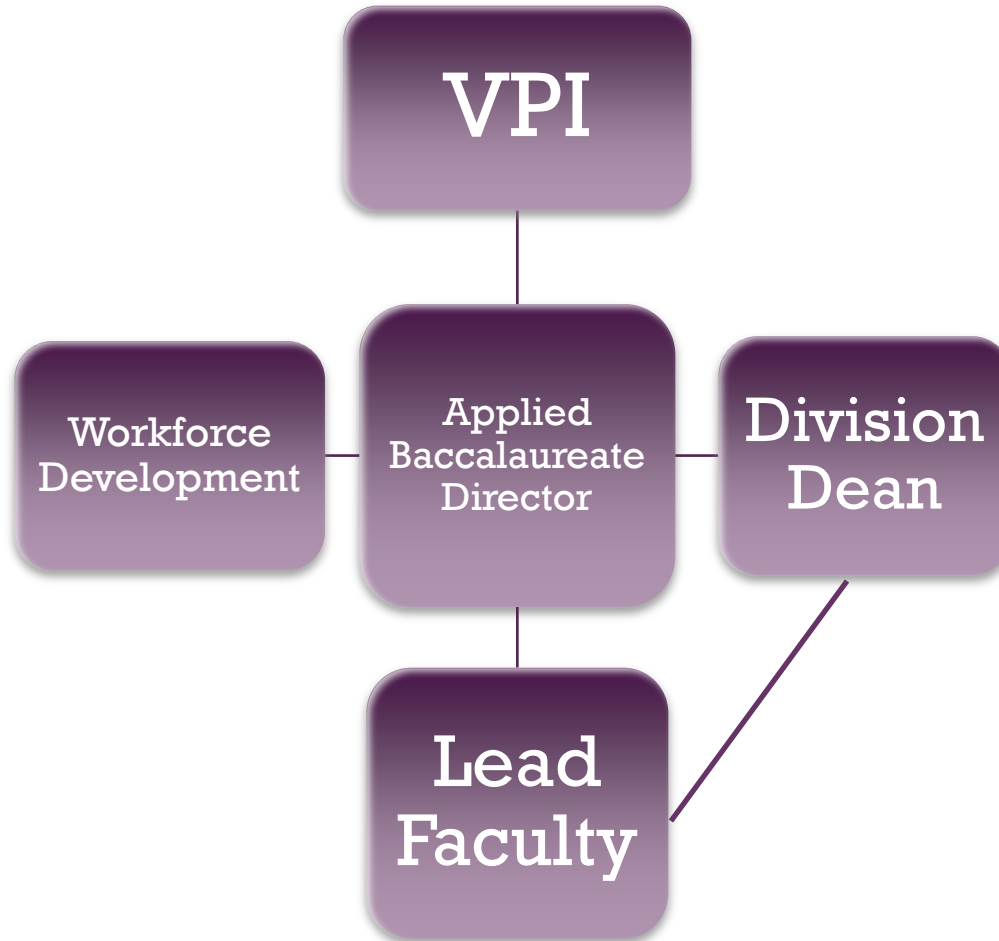 VPI
Workforce
Development
Applied
Baccalaureate
Director
Division
Dean
Lead
Faculty